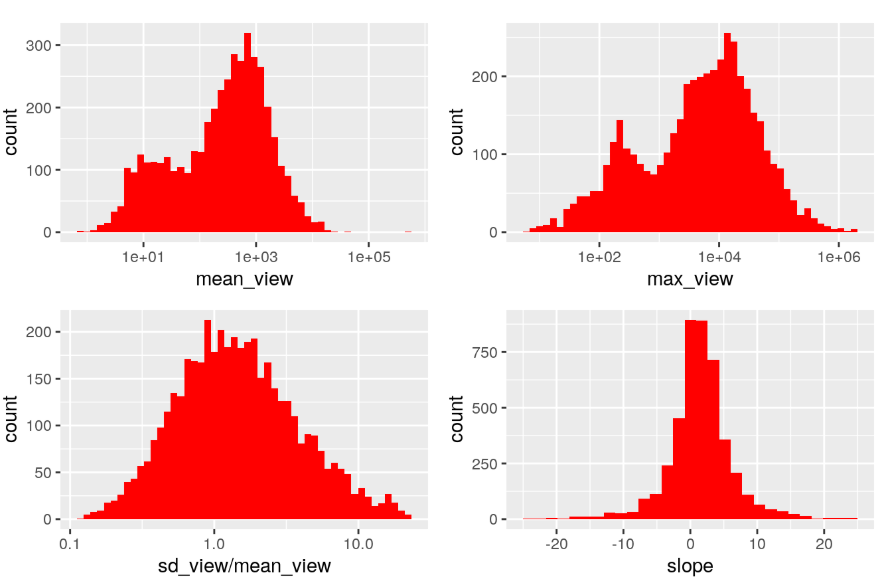 300
200
100
0
count
1e+01 1e+03 1e+05
mean_view
200
100
0
count
1e+02 1e+04 1e+06
max_view
200
150
100
50
0
count
0.1 1.0 10.0
sd_view/mean_view
750
500
250
0
count
-20 -10 0 10 20
slope